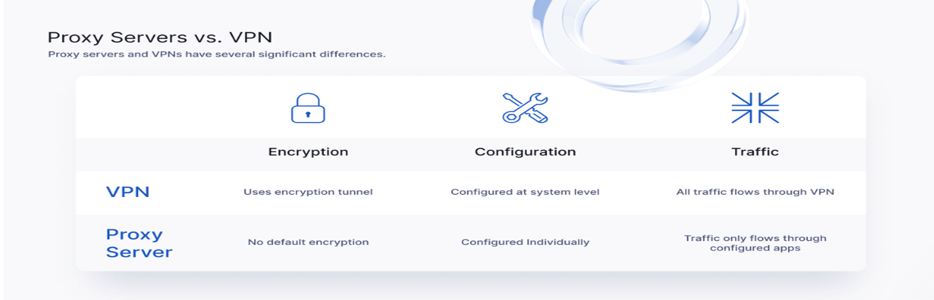 Proxy Servers vs. VPN
Proxy servers and VPNs have several significant differences.
Encryption
Configuration
Traffic
VPN
Uses encryption tunnel
Configured at system level
All traffic flows through VPN
Proxy
Server
No default encryption
Configured Individually
Traffic only flows through
configured apps